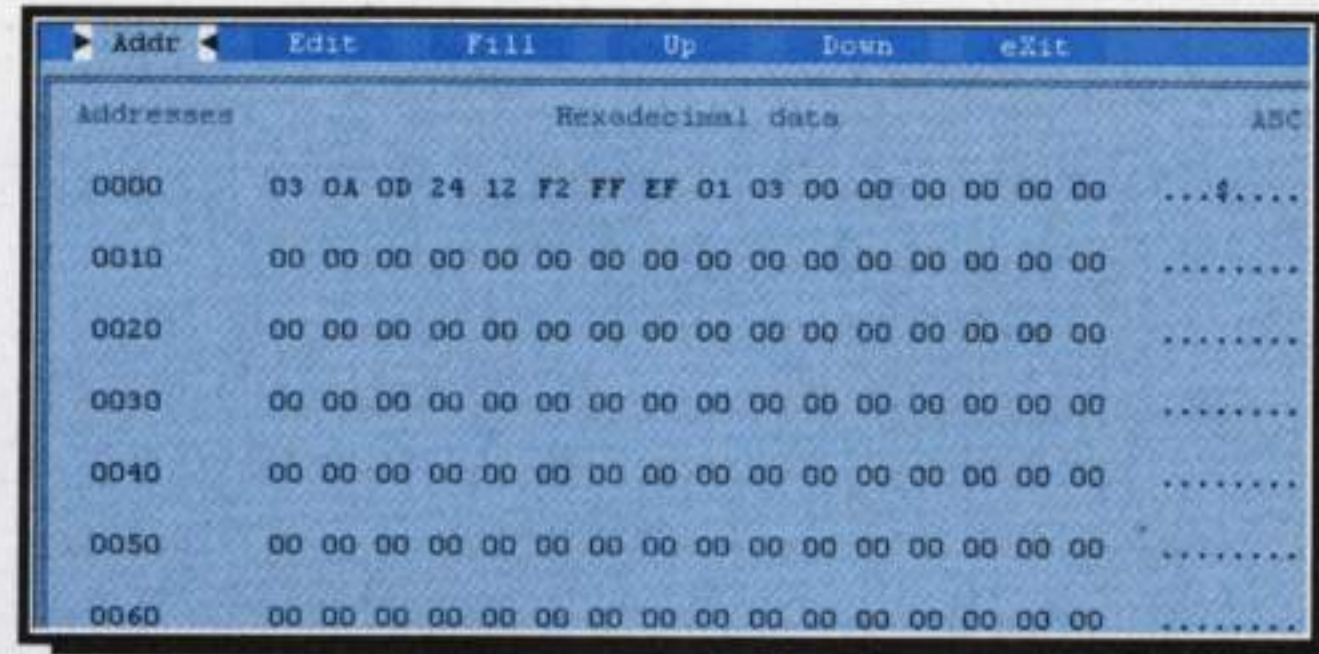 Addr Edit Fill Up Down eXit
Addresses Hexadecimal data ASC
0000 03 0A 0D 24 12 F2 FF EF 01 03 00 00 00 00 00 00 ...$....
0010 00 00 00 00 00 00 00 00 00 00 00 00 00 00 00 00 ........
0020 00 00 00 00 00 00 00 00 00 00 00 00 00 00 00 00 ........
0030 00 00 00 00 00 00 00 00 00 00 00 00 00 00 00 00 ........
0040 00 00 00 00 00 00 00 00 00 00 00 00 00 00 00 00 ........
0050 00 00 00 00 00 00 00 00 00 00 00 00 00 00 00 00 ........
0060 00 00 00 00 00 00 00 00 00 00 00 00 00 00 00 00 ........